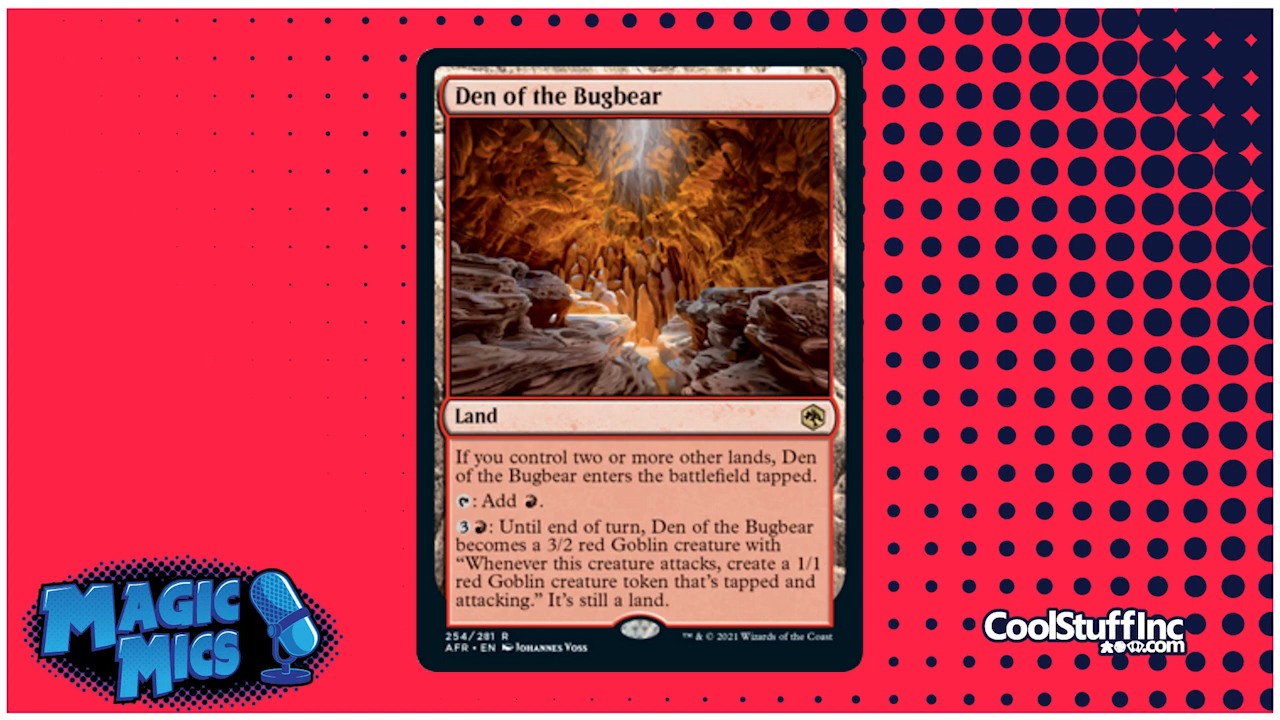 Den of the Bugbear
Land
If you control two or more other lands, Den
of the Bugbear enters the battlefield tapped.
: Add .
3 : Until end of turn, Den of the Bugbear
becomes a 3/2 red Goblin creature with
“Whenever this creature attacks, create a 1/1
red Goblin creature token that’s tapped and
attacking.” It’s still a land.
254/281 R
AFR • EN Johannes Voss
™ & © 2021 Wizards of the Coast
MAGIC
MICS
CoolStuffInc
.com